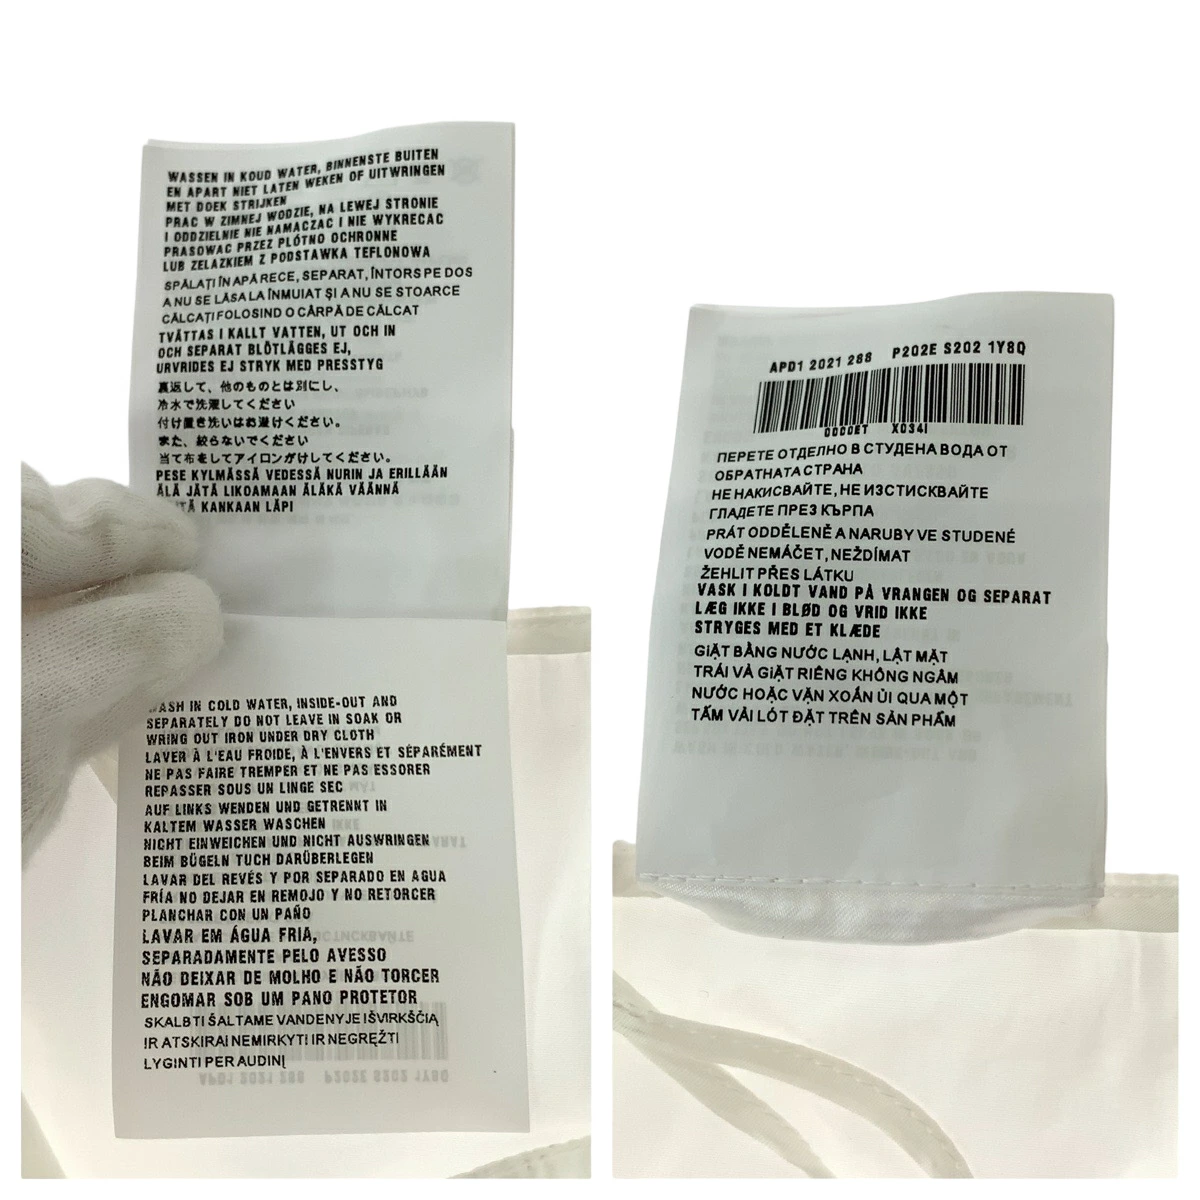 WASSEN IN KOUD WATER, BINNENSTE BUITEN
EN APART NIET LATEN WEKEN OF UITWRINGEN
MET DOEK STRIJKEN
PRAC W ZIMNEJ WODZIE, NA LEWEJ STRONIE
I ODDZIELNIE NIE NAMACZAC I NIE WYKRECAC
PRASOWAC PRZEZ PLÓTNO OCHRONNE
LUB ZELAZKIEM Z PODSTAWKA TEFLONOWA
SPĂLAȚI ÎN APĂ RECE, SEPARAT, ÎNTORS PE DOS
A NU SE LĂSA LA ÎNMUIAT ȘI A NU SE STOARCE
CĂLCAȚI FOLOSIND O CÂRPĂ DE CĂLCAT
TVÄTTAS I KALLT VATTEN, UT OCH IN
OCH SEPARAT BLÖTLÄGGES EJ,
URVRIDES EJ STRYK MED PRESSTYG
裏返して、他のものとは別にし、
冷水で洗濯してください
付け置き洗いはお避けください。
また、絞らないでください
当て布をしてアイロンがけしてください。
PESE KYLMÄSSÄ VEDESSÄ NURIN JA ERILLÄÄN
ÄLÄ JÄTÄ LIKOAMAAN ÄLÄKÄ VÄÄNNÄ
KANKAAN LÄPI
WASH IN COLD WATER, INSIDE-OUT AND
SEPARATELY DO NOT LEAVE IN SOAK OR
WRING OUT IRON UNDER DRY CLOTH
LAVER À L'EAU FROIDE, À L'ENVERS ET SÉPARÉMENT
NE PAS FAIRE TREMPER ET NE PAS ESSORER
REPASSER SOUS UN LINGE SEC
AUF LINKS WENDEN UND GETRENNT IN
KALTEM WASSER WASCHEN
NICHT EINWEICHEN UND NICHT AUSWRINGEN
BEIM BÜGELN TUCH DARÜBERLEGEN
LAVAR DEL REVÉS Y POR SEPARADO EN AGUA
FRÍA NO DEJAR EN REMOJO Y NO RETORCER
PLANCHAR CON UN PAÑO
LAVAR EM ÁGUA FRIA,
SEPARADAMENTE PELO AVESSO
NÃO DEIXAR DE MOLHO E NÃO TORCER
ENGOMAR SOB UM PANO PROTETOR
SKALBTI ŠALTAME VANDENYJE IŠVIRKŠČIĄ
IR ATSKIRAI NEMIRKYTI IR NEGRĘŽTI
LYGINTI PER AUDINĮ
APD1 2021 288 P202E S202 1Y8Q
0000ET X034I
ПЕРЕТЕ ОТДЕЛНО В СТУДЕНА ВОДА ОТ
ОБРАТНАТА СТРАНА
НЕ НАКИСВАЙТЕ, НЕ ИЗСТИСКВАЙТЕ
ГЛАДЕТЕ ПРЕЗ КЪРПА
PRÁT ODDĚLENĚ A NARUBY VE STUDENÉ
VODĚ NEMÁČET, NEŽDÍMAT
ŽEHLIT PŘES LÁTKU
VASK I KOLDT VAND PÅ VRANGEN OG SEPARAT
LÆG IKKE I BLØD OG VRID IKKE
STRYGES MED ET KLÆDE
GIẶT BẰNG NƯỚC LẠNH, LẬT MẶT
TRÁI VÀ GIẶT RIÊNG KHÔNG NGÂM
NƯỚC HOẶC VẶN XOẮN ỦI QUA MỘT
TẤM VẢI LÓT ĐẶT TRÊN SẢN PHẨM